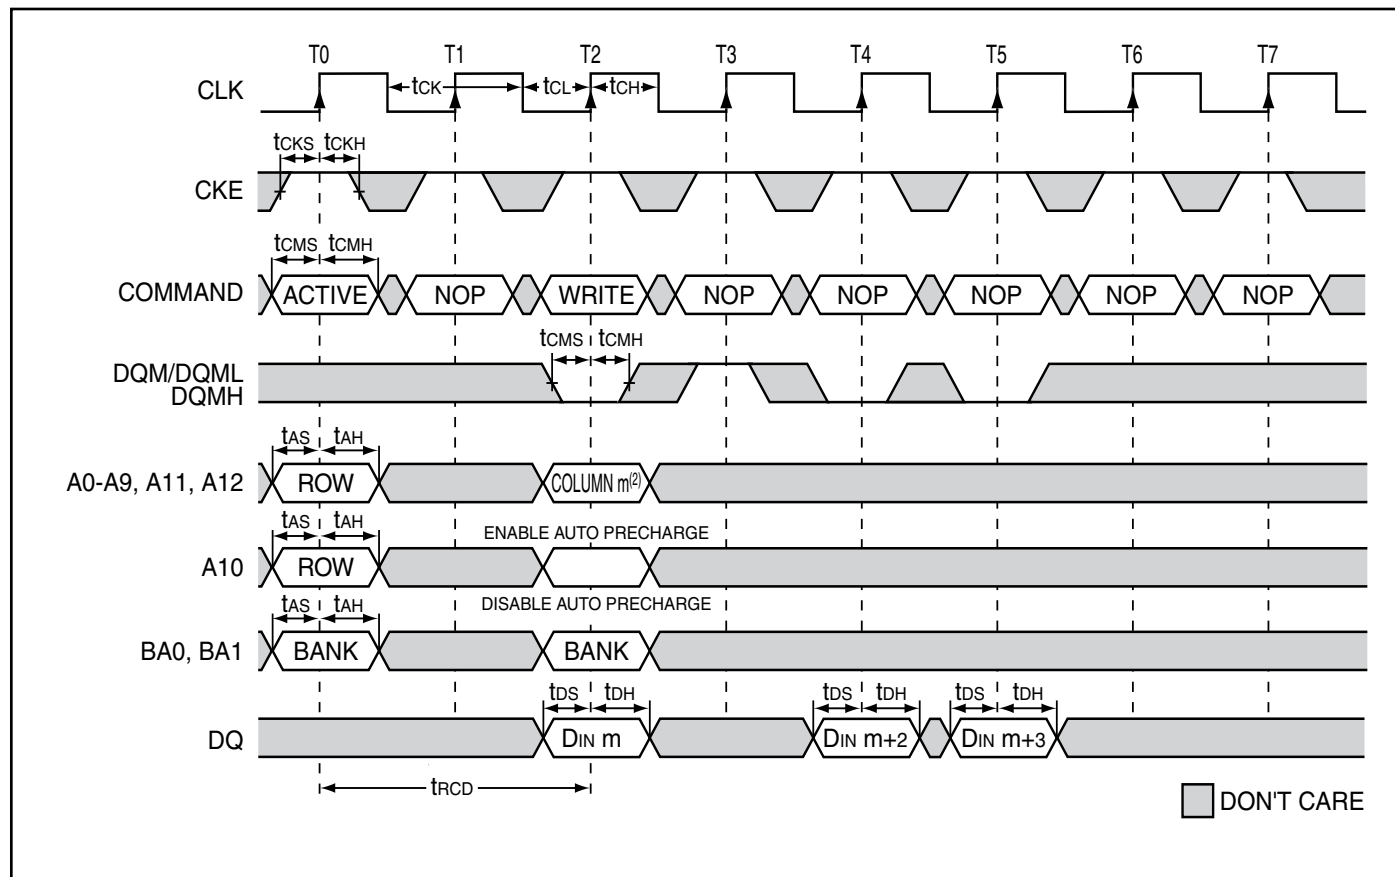 T0 T1 T2 T3 T4 T5 T6 T7
CLK tCK tCL tCH
tCKS tCKH
CKE
tCMS tCMH
COMMAND ACTIVE NOP WRITE NOP NOP NOP NOP NOP
tCMS tCMH
DQM/DQML
DQMH
tAS tAH
A0-A9, A11, A12 ROW COLUMN m(2)
tAS tAH ENABLE AUTO PRECHARGE
A10 ROW
tAS tAH DISABLE AUTO PRECHARGE
BA0, BA1 BANK BANK
tDS tDH tDS tDH tDS tDH
DQ DIN m DIN m+2 DIN m+3
tRCD
DON'T CARE